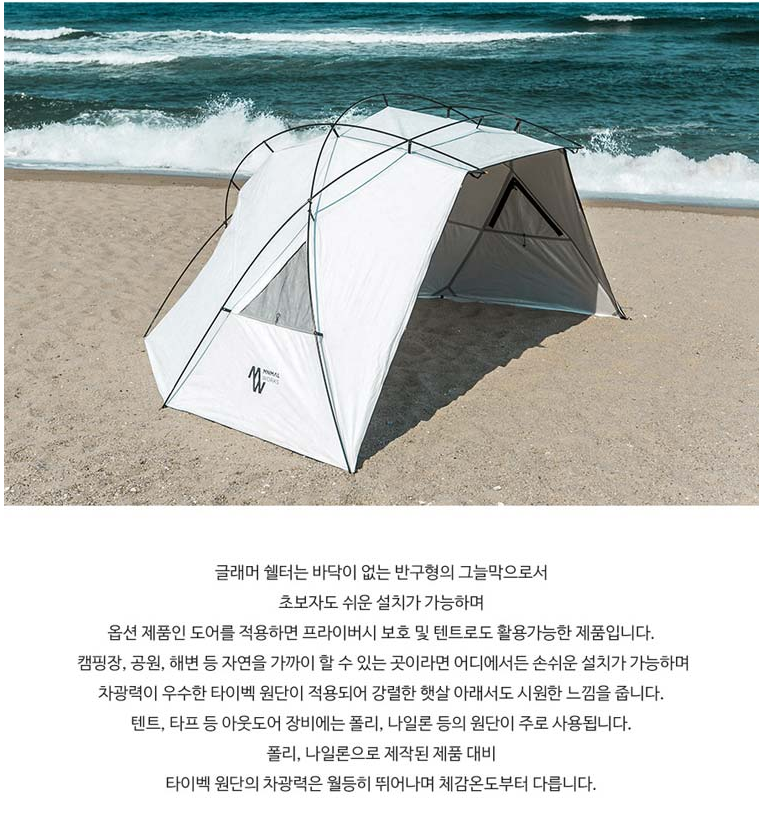 MNMAL
WORKS
글래머 쉘터는 바닥이 없는 반구형의 그늘막으로서
초보자도 쉬운 설치가 가능하며
옵션 제품인 도어를 적용하면 프라이버시 보호 및 텐트로도 활용가능한 제품입니다.
캠핑장, 공원, 해변 등 자연을 가까이 할 수 있는 곳이라면 어디에서든 손쉬운 설치가 가능하며
차광력이 우수한 타이벡 원단이 적용되어 강렬한 햇살 아래서도 시원한 느낌을 줍니다.
텐트, 타프 등 아웃도어 장비에는 폴리, 나일론 등의 원단이 주로 사용됩니다.
폴리, 나일론으로 제작된 제품 대비
타이벡 원단의 차광력은 월등히 뛰어나며 체감온도부터 다릅니다.